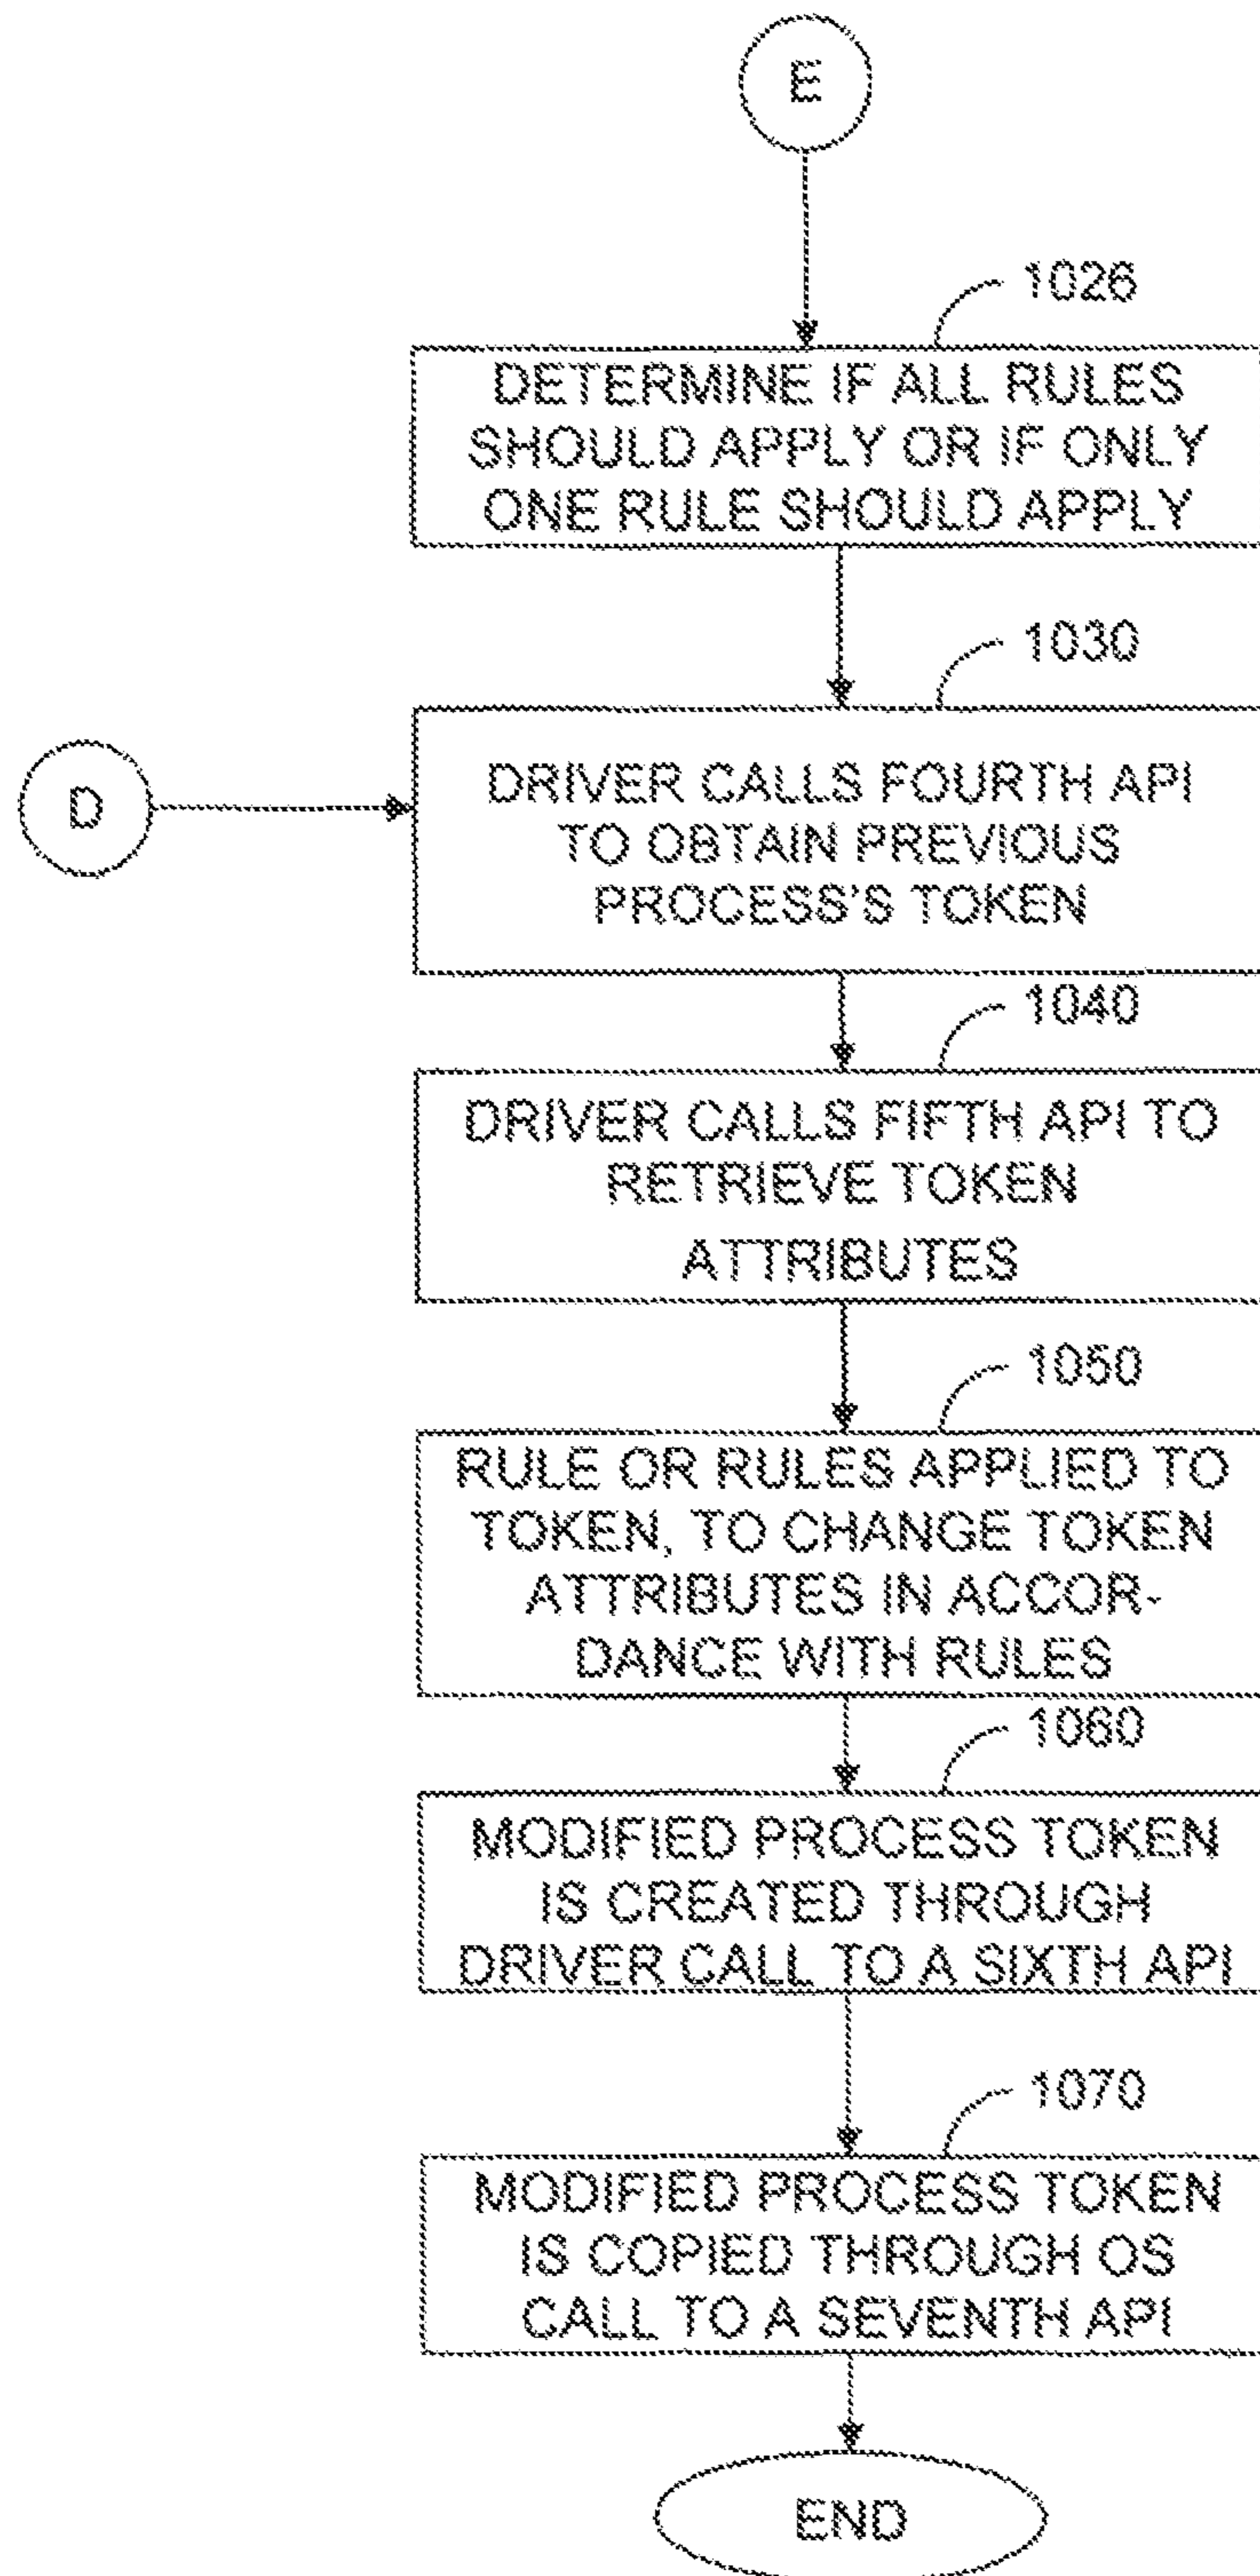 E
1026
DETERMINE IF ALL RULES
SHOULD APPLY OR IF ONLY
ONE RULE SHOULD APPLY
1030
D
DRIVER CALLS FOURTH API
TO OBTAIN PREVIOUS
PROCESS'S TOKEN
1040
DRIVER CALLS FIFTH API TO
RETRIEVE TOKEN
ATTRIBUTES
1050
RULE OR RULES APPLIED TO
TOKEN, TO CHANGE TOKEN
ATTRIBUTES IN ACCOR-
DANCE WITH RULES
1060
MODIFIED PROCESS TOKEN
IS CREATED THROUGH
DRIVER CALL TO A SIXTH API
1070
MODIFIED PROCESS TOKEN
IS COPIED THROUGH OS
CALL TO A SEVENTH API
END